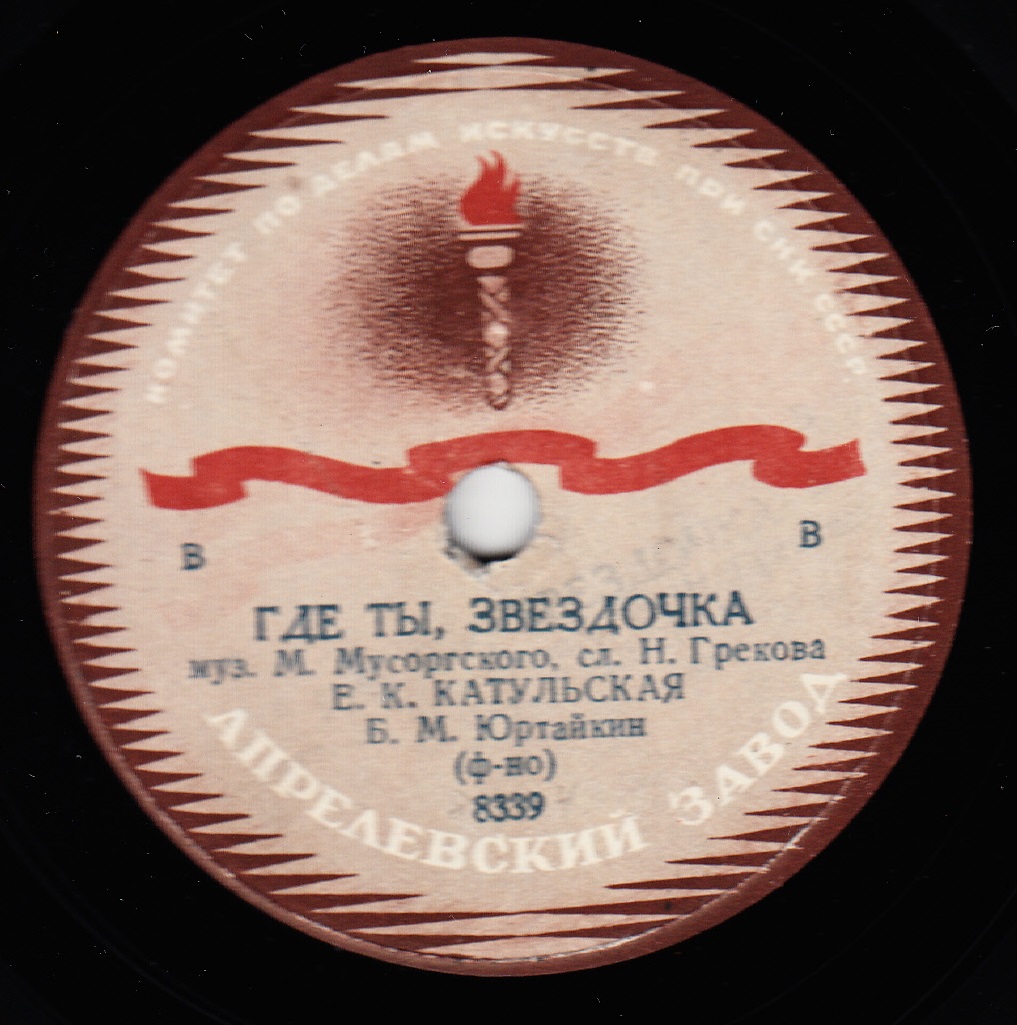 КОМИТЕТ ПО ДЕЛАМ ИСКУССТВ ПРИ СНК СССР.
В В
ГДЕ ТЫ, ЗВЕЗДОЧКА
муз. М. Мусоргского, сл. Н. Грекова
Е. К. КАТУЛЬСКАЯ
Б. М. Юртайкин
(ф-но)
8339
АПРЕЛЕВСКИЙ ЗАВОД